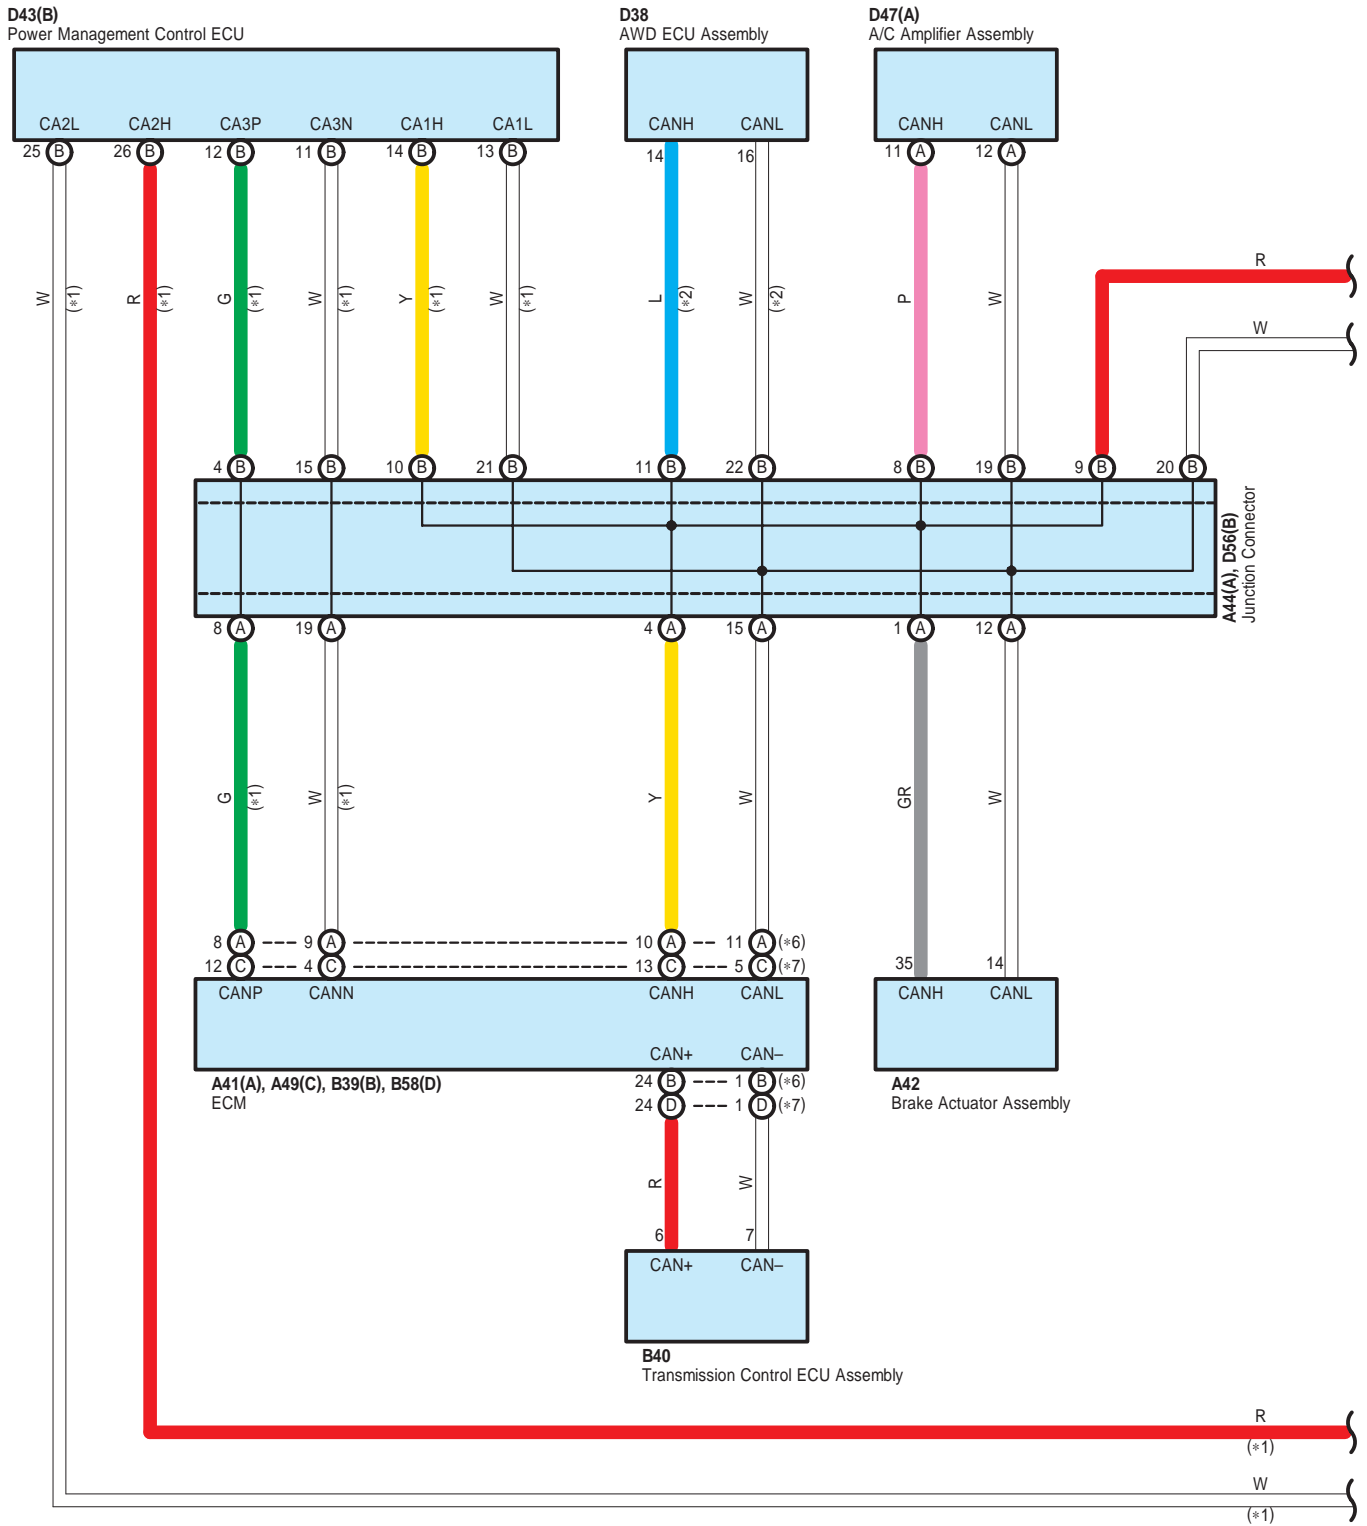 D43(B) D38 D47(A)
Power Management Control ECU AWD ECU Assembly A/C Amplifier Assembly
CA2L CA2H CA3P CA3N CA1H CA1L CANH CANL CANH CANL
25 B 26 B 12 B 11 B 14 B 13 B 14 16 11 A 12 A
R
W (*1) R (*1) G (*1) W (*1) Y (*1) W (*1) L (*2) W (*2) P W
W
4 B 15 B 10 B 21 B 11 B 22 B 8 B 19 B 9 B 20 B
A44(A), D56(B)
Junction Connector
8 A 19 A 4 A 15 A 1 A 12 A
G (*1) W (*1) Y W GR W
8 A 9 A 10 A 11 A (*6)
12 C 4 C 13 C 5 C (*7) 35 14
CANP CANN CANH CANL CANH CANL
CAN+ CAN–
A41(A), A49(C), B39(B), B58(D) 24 B 1 B (*6) A42
ECM 24 D 1 D (*7) Brake Actuator Assembly
R W
6 7
CAN+ CAN–
B40
Transmission Control ECU Assembly
R
(*1)
W
(*1)